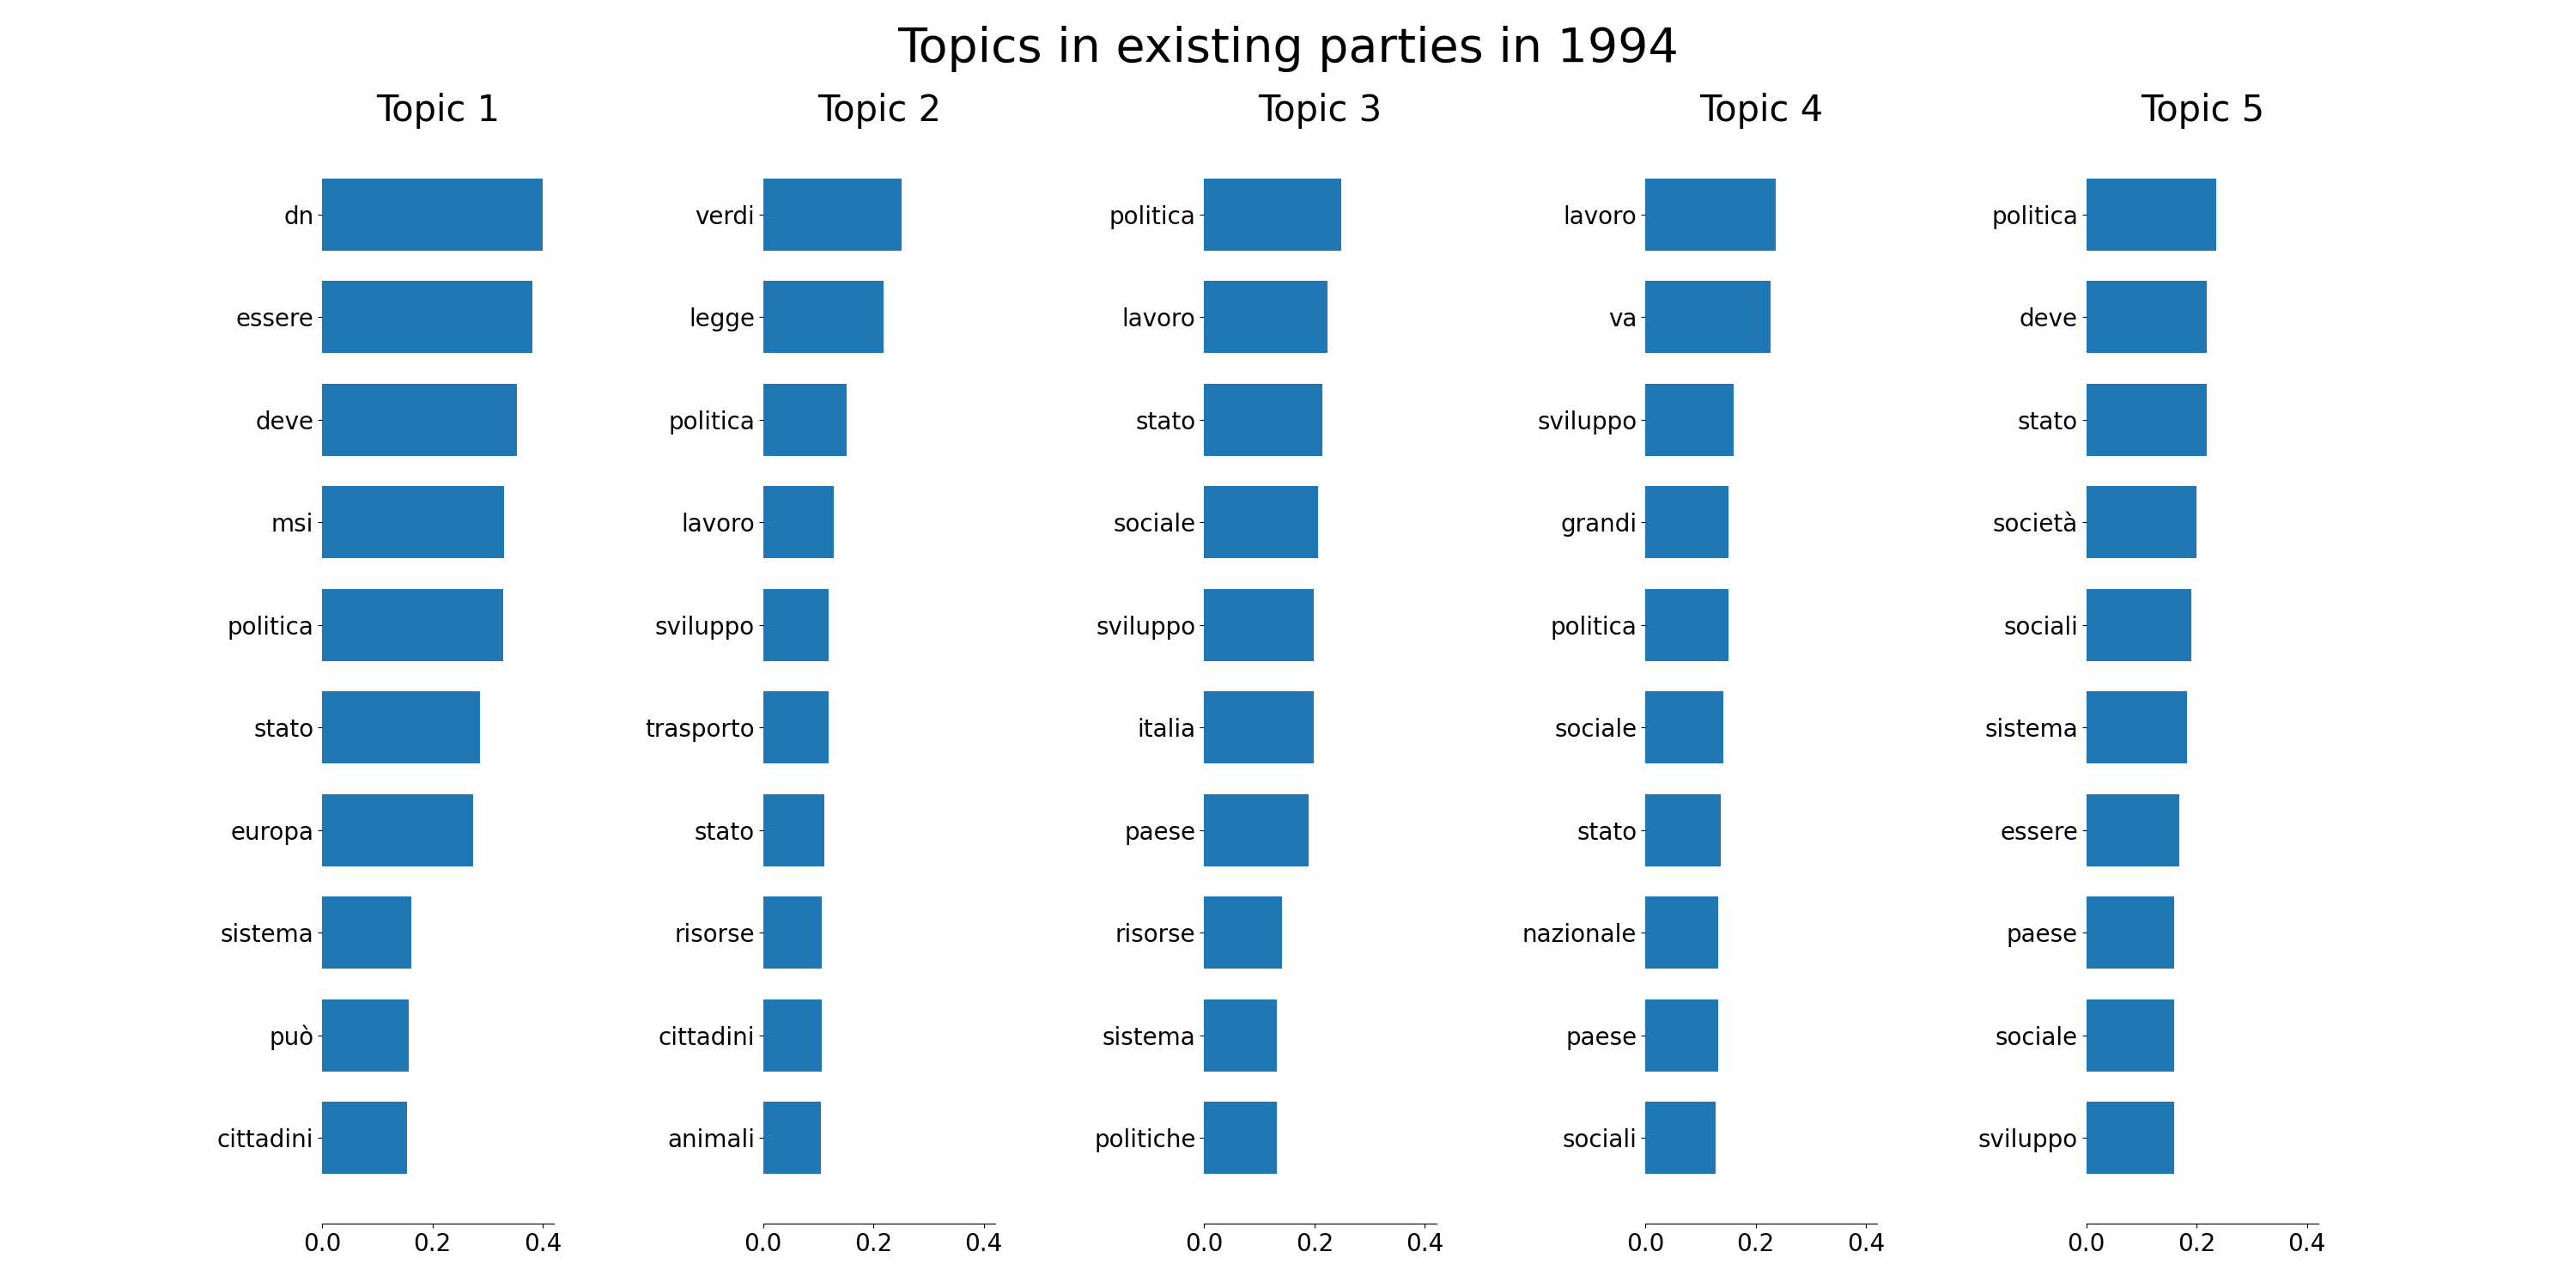 Topics in existing parties in 1994
Topic 1
dn
essere
deve
msi
politica
stato
europa
sistema
può
cittadini
0.0 0.2 0.4
Topic 2
verdi
legge
politica
lavoro
sviluppo
trasporto
stato
risorse
cittadini
animali
0.0 0.2 0.4
Topic 3
politica
lavoro
stato
sociale
sviluppo
italia
paese
risorse
sistema
politiche
0.0 0.2 0.4
Topic 4
lavoro
va
sviluppo
grandi
politica
sociale
stato
nazionale
paese
sociali
0.0 0.2 0.4
Topic 5
politica
deve
stato
società
sociali
sistema
essere
paese
sociale
sviluppo
0.0 0.2 0.4